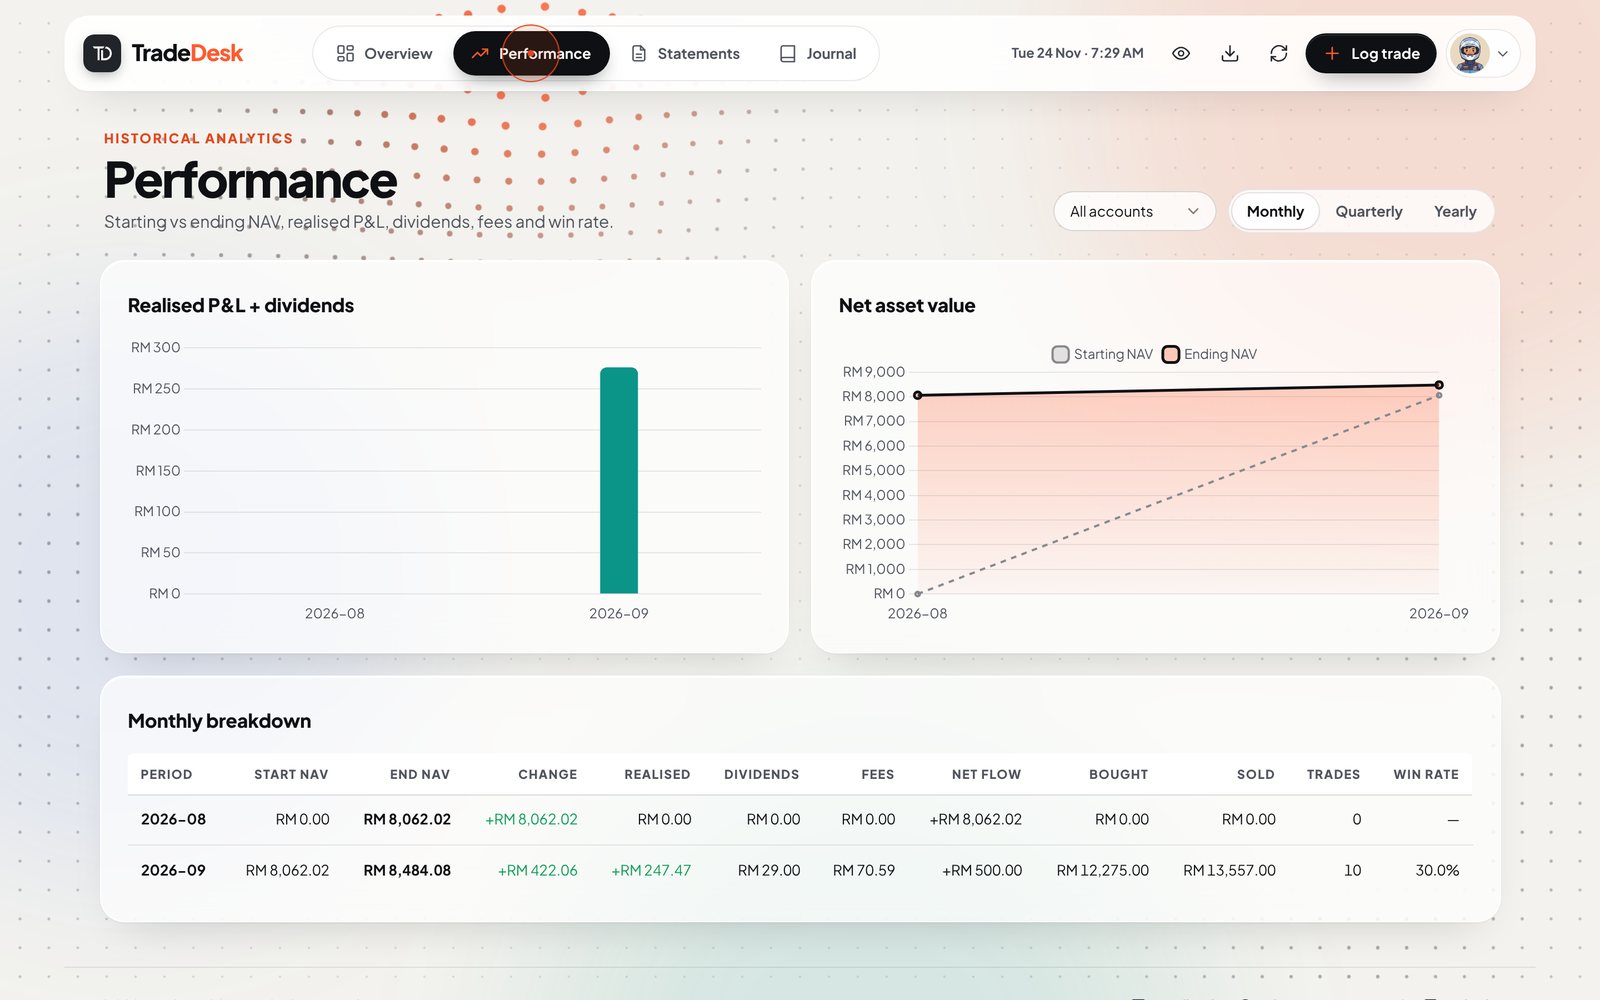 TD TradeDesk Overview Performance Statements Journal Tue 24 Nov · 7:29 AM Log trade
HISTORICAL ANALYTICS
Performance
Starting vs ending NAV, realised P&L, dividends, fees and win rate.
All accounts Monthly Quarterly Yearly
Realised P&L + dividends
RM 300
RM 250
RM 200
RM 150
RM 100
RM 50
RM 0
2026-08 2026-09
Net asset value
Starting NAV Ending NAV
RM 9,000
RM 8,000
RM 7,000
RM 6,000
RM 5,000
RM 4,000
RM 3,000
RM 2,000
RM 1,000
RM 0
2026-08 2026-09
Monthly breakdown
PERIOD START NAV END NAV CHANGE REALISED DIVIDENDS FEES NET FLOW BOUGHT SOLD TRADES WIN RATE
2026-08 RM 0.00 RM 8,062.02 +RM 8,062.02 RM 0.00 RM 0.00 RM 0.00 +RM 8,062.02 RM 0.00 RM 0.00 0 —
2026-09 RM 8,062.02 RM 8,484.08 +RM 422.06 +RM 247.47 RM 29.00 RM 70.59 +RM 500.00 RM 12,275.00 RM 13,557.00 10 30.0%